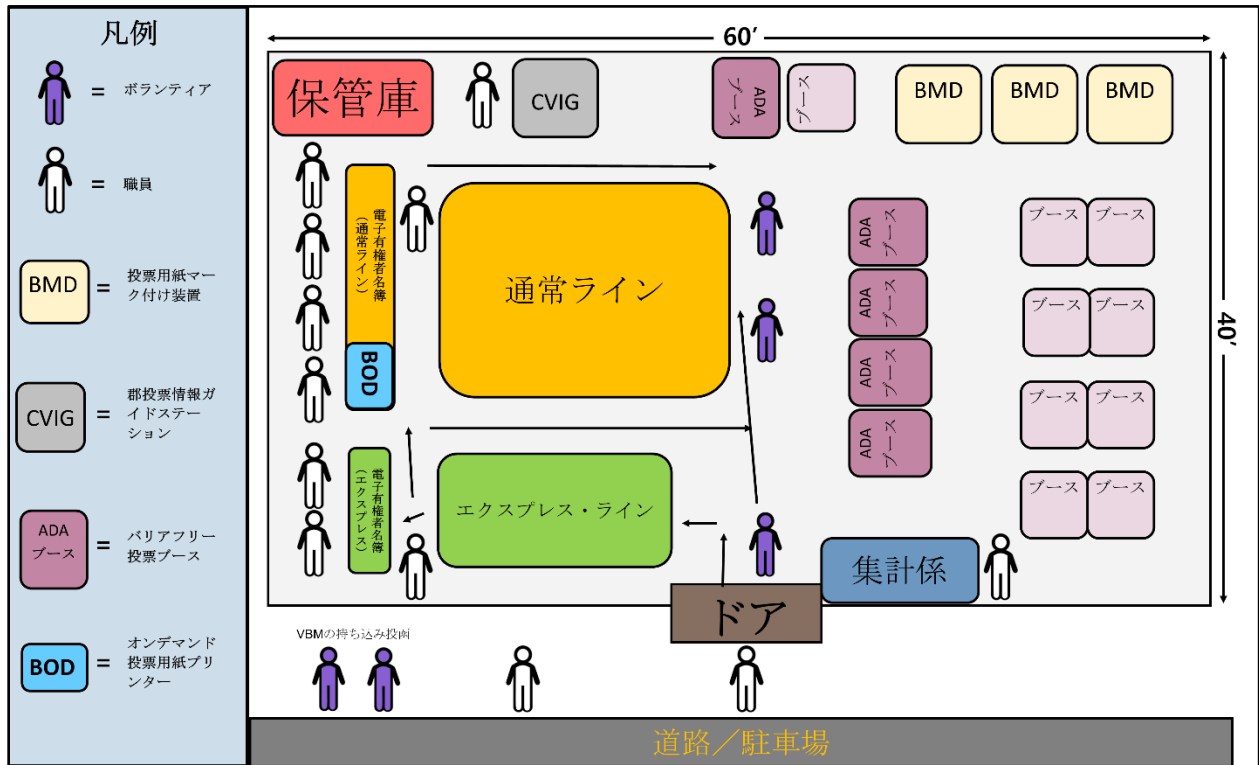 凡例
= ボランティア
= 職員
BMD = 投票用紙マー
ク付け装置
CVIG = 郡投票情報ガ
イドステー
ション
ADA
ブース = バリアフリー
投票ブース
BOD = オンデマンド
投票用紙プリ
ンター
60’
40’
保管庫
CVIG
ADA
ブース
ブース
BMD
BMD
BMD
電子有権者名簿
(通常ライン)
BOD
通常ライン
ADA
ブース
ADA
ブース
ADA
ブース
ADA
ブース
ブース ブース
ブース ブース
ブース ブース
ブース ブース
電子有権者名簿
(エクスプレス)
エクスプレス・ライン
集計係
ドア
VBMの持ち込み投函
道路／駐車場